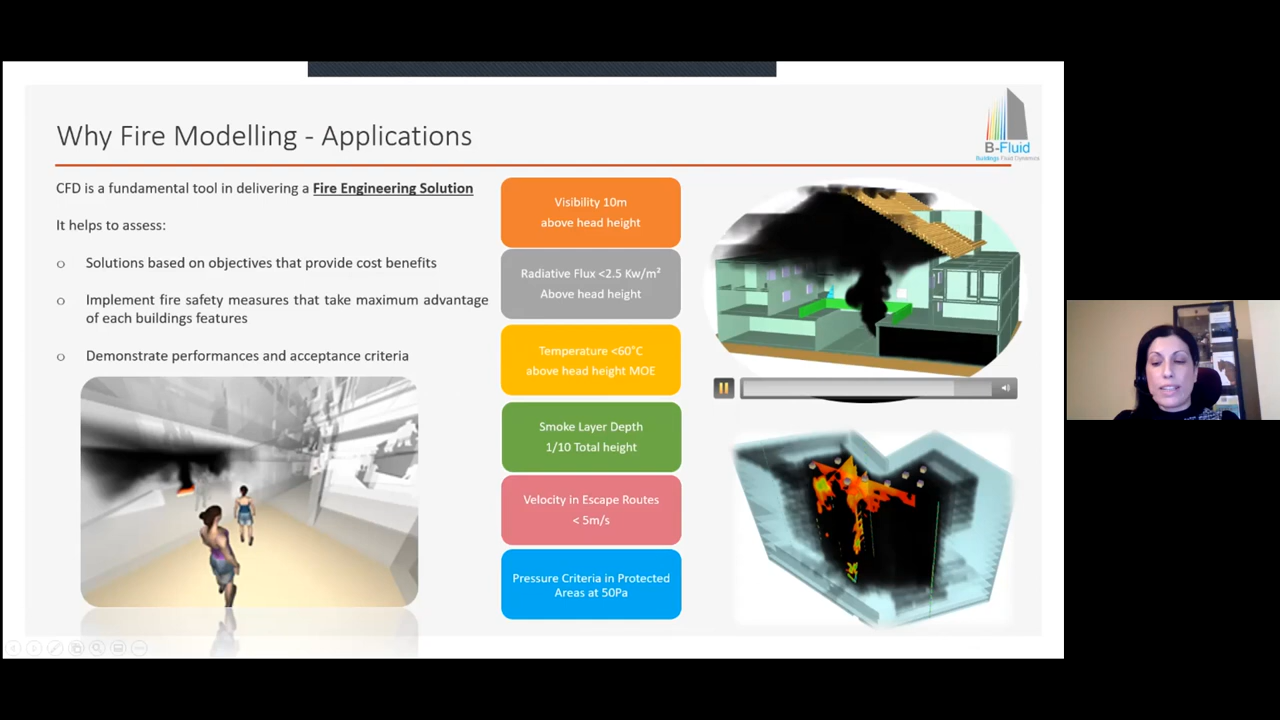 Why Fire Modelling - Applications
B-Fluid
Buildings Fluid Dynamics
CFD is a fundamental tool in delivering a Fire Engineering Solution
It helps to assess:
o Solutions based on objectives that provide cost benefits
o Implement fire safety measures that take maximum advantage
of each buildings features
o Demonstrate performances and acceptance criteria
Visibility 10m
above head height
Radiative Flux <2.5 Kw/m²
Above head height
Temperature <60°C
above head height MOE
Smoke Layer Depth
1/10 Total height
Velocity in Escape Routes
< 5m/s
Pressure Criteria in Protected
Areas at 50Pa